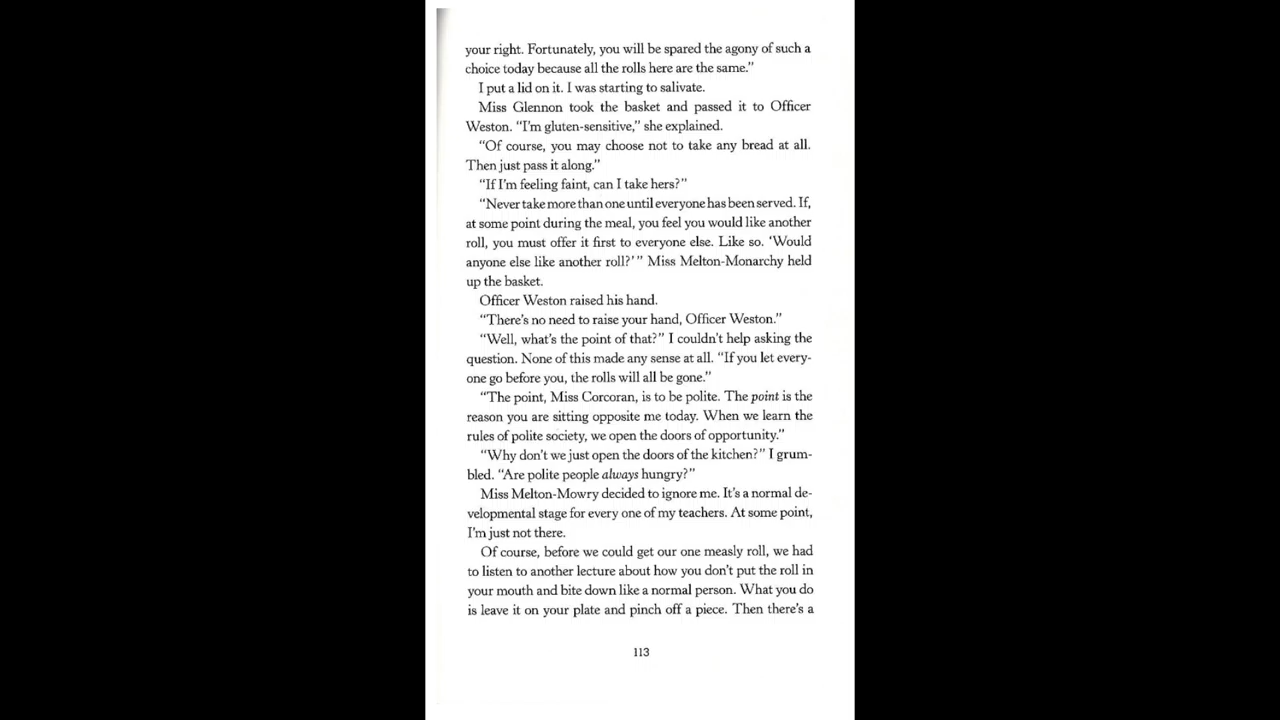 your right. Fortunately, you will be spared the agony of such a
choice today because all the rolls here are the same.”
I put a lid on it. I was starting to salivate.
Miss Glennon took the basket and passed it to Officer
Weston. “I’m gluten-sensitive,” she explained.
“Of course, you may choose not to take any bread at all.
Then just pass it along.”
“If I’m feeling faint, can I take hers?”
“Never take more than one until everyone has been served. If,
at some point during the meal, you feel you would like another
roll, you must offer it first to everyone else. Like so. ‘Would
anyone else like another roll?’” Miss Melton-Monarchy held
up the basket.
Officer Weston raised his hand.
“There’s no need to raise your hand, Officer Weston.”
“Well, what’s the point of that?” I couldn’t help asking the
question. None of this made any sense at all. “If you let every-
one go before you, the rolls will all be gone.”
“The point, Miss Corcoran, is to be polite. The point is the
reason you are sitting opposite me today. When we learn the
rules of polite society, we open the doors of opportunity.”
“Why don’t we just open the doors of the kitchen?” I grum-
bled. “Are polite people always hungry?”
Miss Melton-Mowry decided to ignore me. It’s a normal de-
velopmental stage for every one of my teachers. At some point,
I’m just not there.
Of course, before we could get our one measly roll, we had
to listen to another lecture about how you don’t put the roll in
your mouth and bite down like a normal person. What you do
is leave it on your plate and pinch off a piece. Then there’s a
113